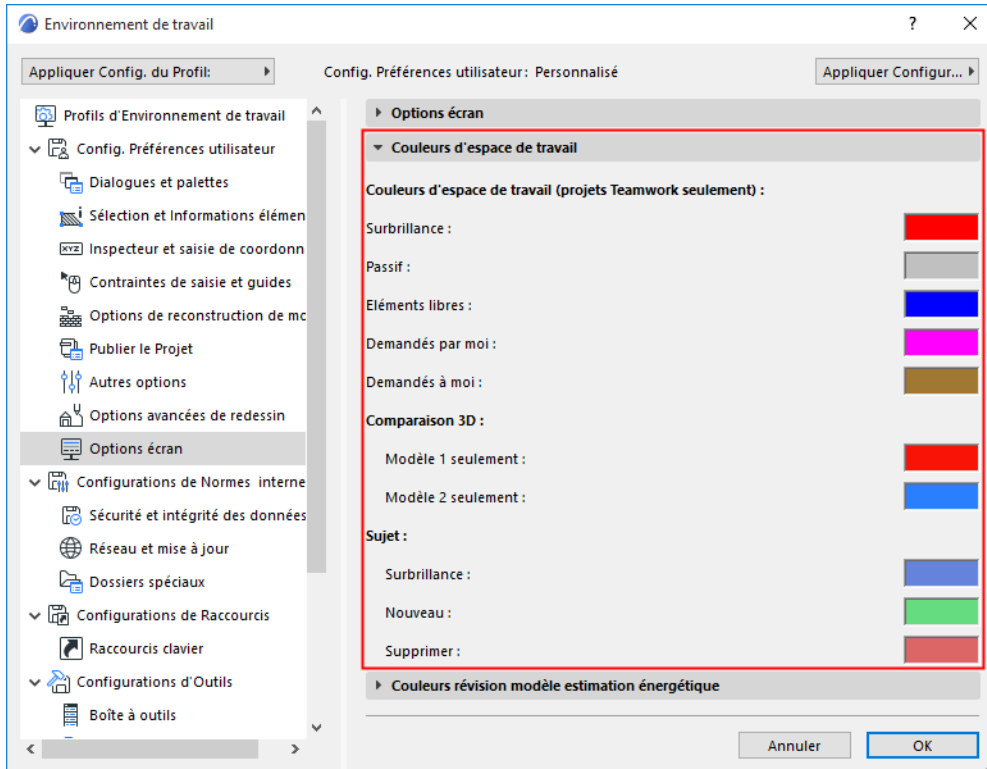 Environnement de travail
?
Appliquer Config. du Profil:
Config. Préférences utilisateur: Personnalisé
Appliquer Configur...
Profils d'Environnement de travail
Config. Préférences utilisateur
Dialogues et palettes
Sélection et Informations élémen
XYZ
Inspecteur et saisie de coordonn
Contraintes de saisie et guides
Options de reconstruction de mc
Publier le Projet
Autres options
Options avancées de redessin
Options écran
Configurations de Normes interne
Sécurité et intégrité des données
Réseau et mise à jour
Dossiers spéciaux
Configurations de Raccourcis
Raccourcis clavier
Configurations d'Outils
Boîte à outils
Options écran
Couleurs d'espace de travail
Couleurs d'espace de travail (projets Teamwork seulement) :
Surbrillance :
Passif :
Eléments libres :
Demandés par moi :
Demandés à moi :
Comparaison 3D :
Modèle 1 seulement :
Modèle 2 seulement :
Sujet :
Surbrillance :
Nouveau :
Supprimer :
Couleurs révision modèle estimation énergétique
Annuler
OK